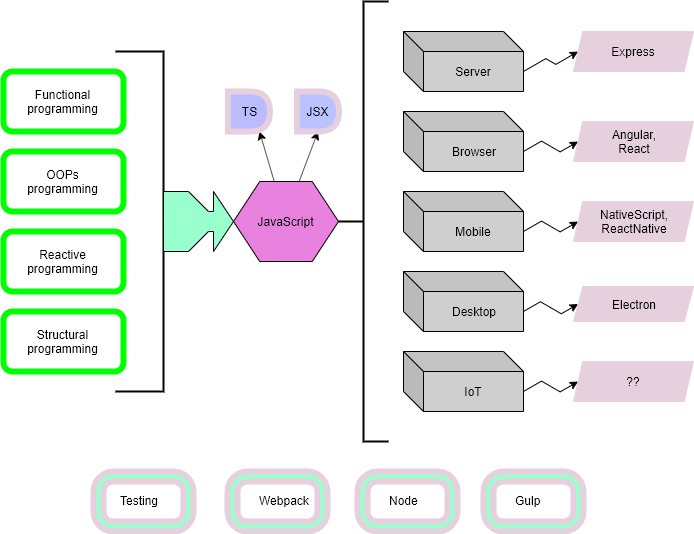 Functional
programming
OOPs
programming
Reactive
programming
Structural
programming
TS
JSX
JavaScript
Server
Express
Browser
Angular,
React
Mobile
NativeScript,
ReactNative
Desktop
Electron
IoT
??
Testing
Webpack
Node
Gulp